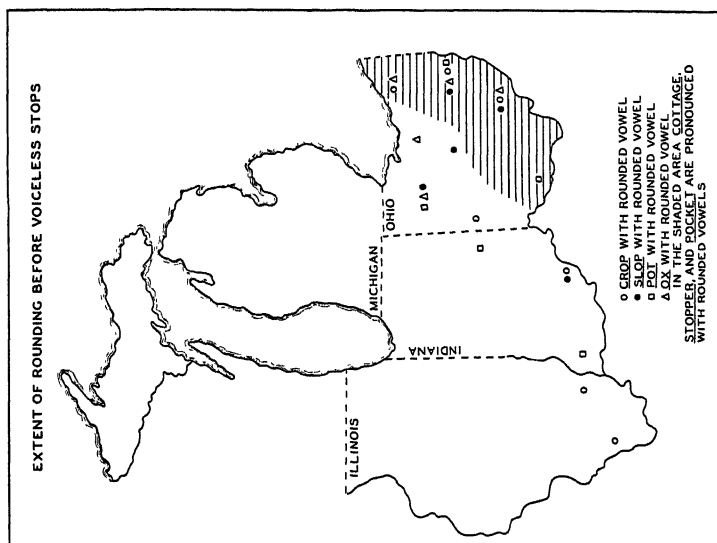 EXTENT OF ROUNDING BEFORE VOICELESS STOPS
MICHIGAN
OHIO
INDIANA
ILLINOIS
○ CROP WITH ROUNDED VOWEL
● SLOP WITH ROUNDED VOWEL
□ POT WITH ROUNDED VOWEL
△ OX WITH ROUNDED VOWEL
IN THE SHADED AREA COTTAGE,
STOPPER, AND POCKET ARE PRONOUNCED
WITH ROUNDED VOWELS